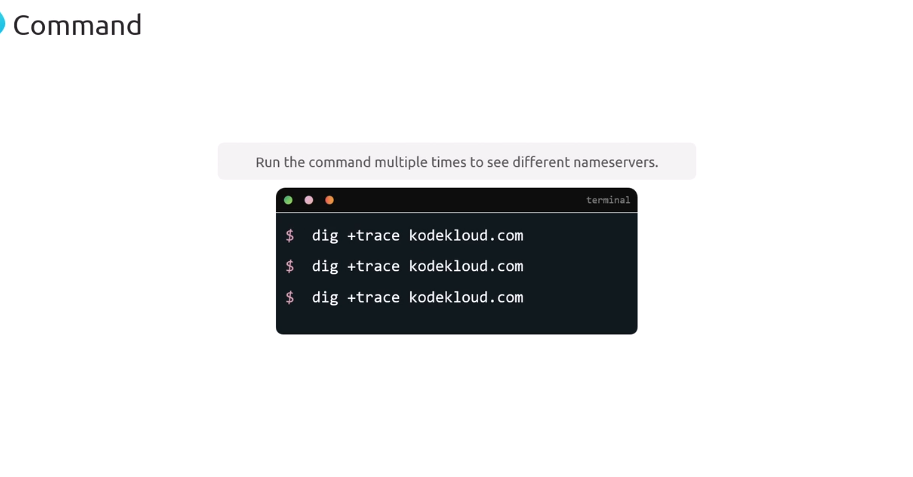 Command
Run the command multiple times to see different nameservers.
terminal
$ dig +trace kodekloud.com
$ dig +trace kodekloud.com
$ dig +trace kodekloud.com